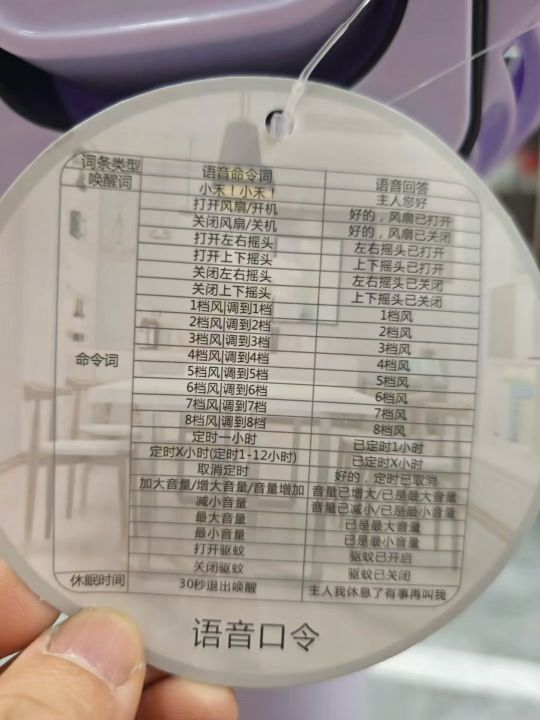 词条类型 语音命令词 语音回答
唤醒词 小禾！小禾！ 主人您好
命令词 打开风扇/开机 好的，风扇已打开
关闭风扇/关机 好的，风扇已关闭
打开左右摇头 左右摇头已打开
打开上下摇头 上下摇头已打开
关闭左右摇头 左右摇头已关闭
关闭上下摇头 上下摇头已关闭
1档风|调到1档 1档风
2档风|调到2档 2档风
3档风|调到3档 3档风
4档风|调到4档 4档风
5档风|调到5档 5档风
6档风|调到6档 6档风
7档风|调到7档 7档风
8档风|调到8档 8档风
定时一小时 已定时1小时
定时X小时(定时1-12小时) 已定时X小时
取消定时 好的，定时已取消
加大音量/增大音量/音量增加 音量已增大/已是最大音量
减小音量 音量已减小/已是最小音量
最大音量 已是最大音量
最小音量 已是最小音量
打开驱蚊 驱蚊已开启
关闭驱蚊 驱蚊已关闭
休眠时间 30秒退出唤醒 主人我休息了有事再叫我
语音口令